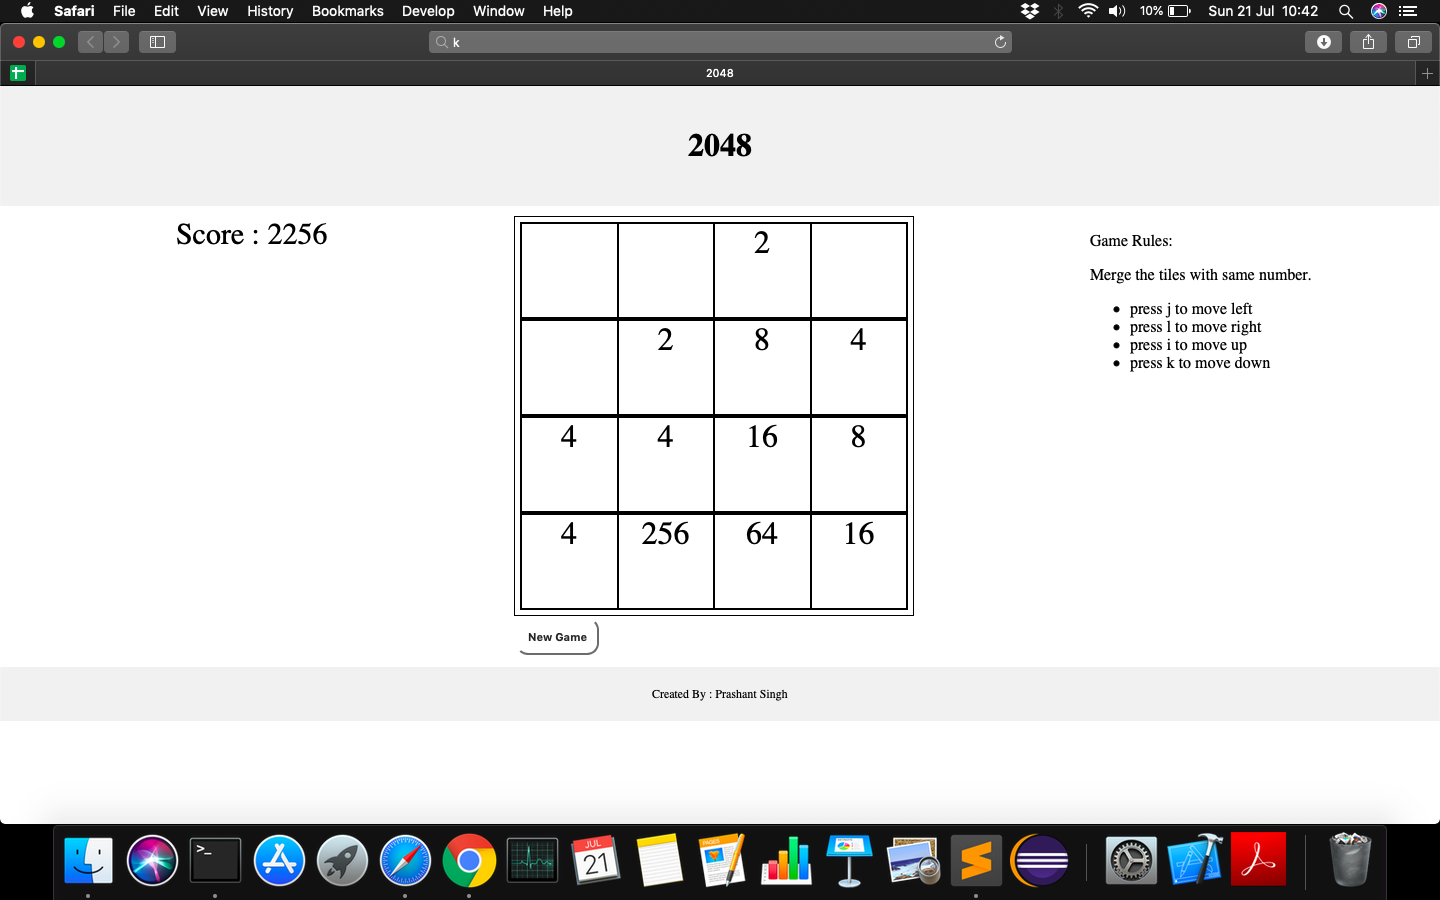 Safari File Edit View History Bookmarks Develop Window Help 10% Sun 21 Jul 10:42
k
2048
2048
Score : 2256
2
2 8 4
4 4 16 8
4 256 64 16
Game Rules:
Merge the tiles with same number.
• press j to move left
• press l to move right
• press i to move up
• press k to move down
New Game
Created By : Prashant Singh
>_
JUL
21
PAGES